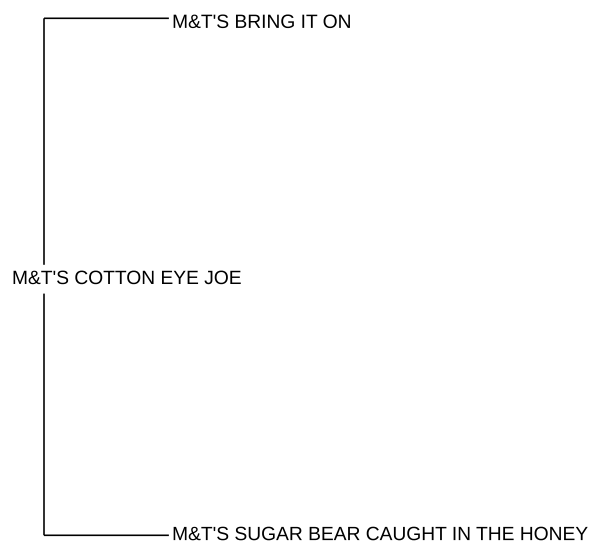 M&T'S BRING IT ON
M&T'S COTTON EYE JOE
M&T'S SUGAR BEAR CAUGHT IN THE HONEY